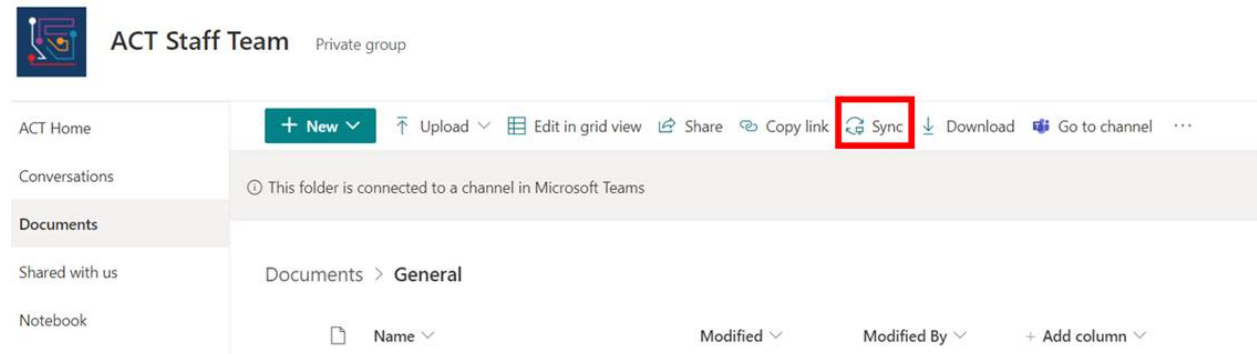 ACT Staff Team Private group
ACT Home
Conversations
Documents
Shared with us
Notebook
+ New Upload Edit in grid view Share Copy link Sync Download Go to channel ...
This folder is connected to a channel in Microsoft Teams
Documents > General
Name Modified Modified By + Add column